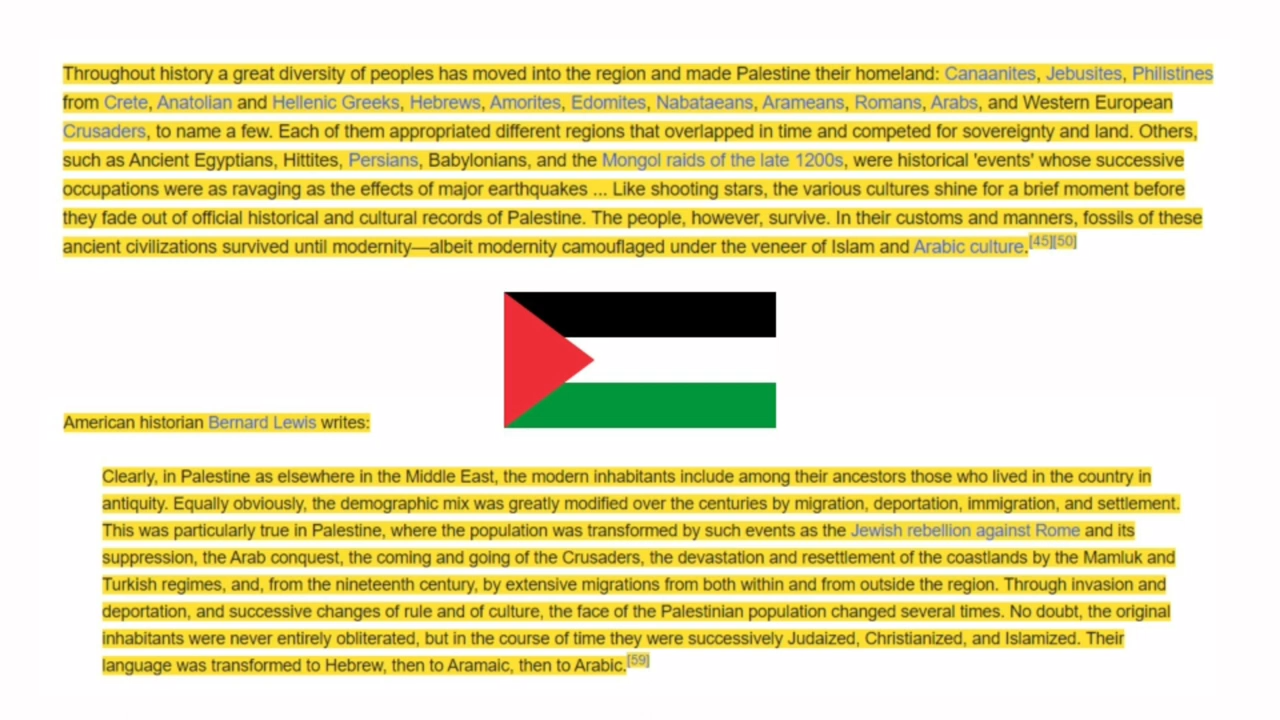 Throughout history a great diversity of peoples has moved into the region and made Palestine their homeland: Canaanites, Jebusites, Philistines
from Crete, Anatolian and Hellenic Greeks, Hebrews, Amorites, Edomites, Nabataeans, Arameans, Romans, Arabs, and Western European
Crusaders, to name a few. Each of them appropriated different regions that overlapped in time and competed for sovereignty and land. Others,
such as Ancient Egyptians, Hittites, Persians, Babylonians, and the Mongol raids of the late 1200s, were historical 'events' whose successive
occupations were as ravaging as the effects of major earthquakes ... Like shooting stars, the various cultures shine for a brief moment before
they fade out of official historical and cultural records of Palestine. The people, however, survive. In their customs and manners, fossils of these
ancient civilizations survived until modernity—albeit modernity camouflaged under the veneer of Islam and Arabic culture.[45][50]
American historian Bernard Lewis writes:
Clearly, in Palestine as elsewhere in the Middle East, the modern inhabitants include among their ancestors those who lived in the country in
antiquity. Equally obviously, the demographic mix was greatly modified over the centuries by migration, deportation, immigration, and settlement.
This was particularly true in Palestine, where the population was transformed by such events as the Jewish rebellion against Rome and its
suppression, the Arab conquest, the coming and going of the Crusaders, the devastation and resettlement of the coastlands by the Mamluk and
Turkish regimes, and, from the nineteenth century, by extensive migrations from both within and from outside the region. Through invasion and
deportation, and successive changes of rule and of culture, the face of the Palestinian population changed several times. No doubt, the original
inhabitants were never entirely obliterated, but in the course of time they were successively Judaized, Christianized, and Islamized. Their
language was transformed to Hebrew, then to Aramaic, then to Arabic.[59]